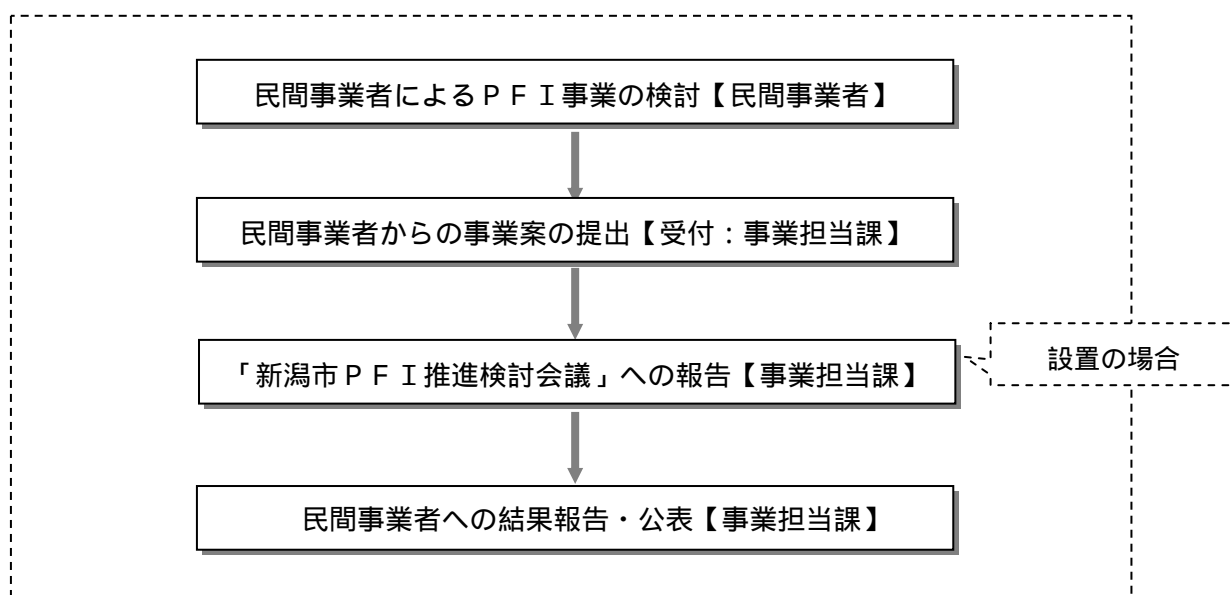 民間事業者によるＰＦＩ事業の検討【民間事業者】
民間事業者からの事業案の提出【受付：事業担当課】
「新潟市ＰＦＩ推進検討会議」への報告【事業担当課】
設置の場合
民間事業者への結果報告・公表【事業担当課】